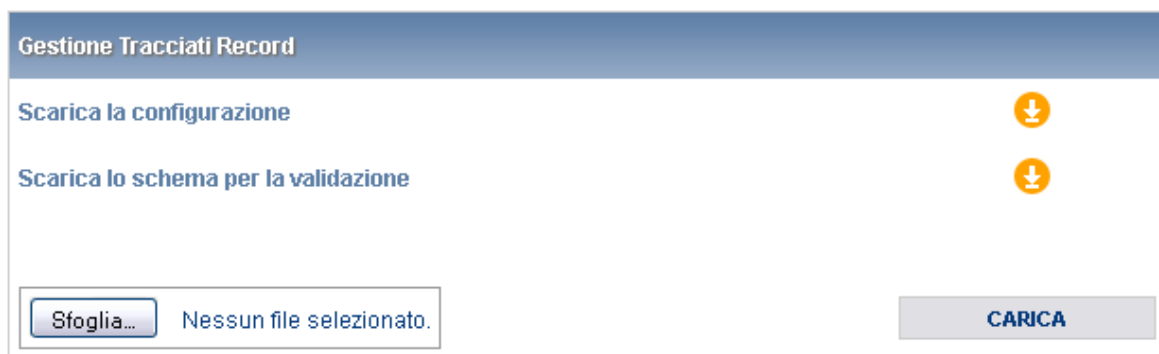 Gestione Tracciati Record
Scarica la configurazione
Scarica lo schema per la validazione
Sfoglia... Nessun file selezionato. CARICA